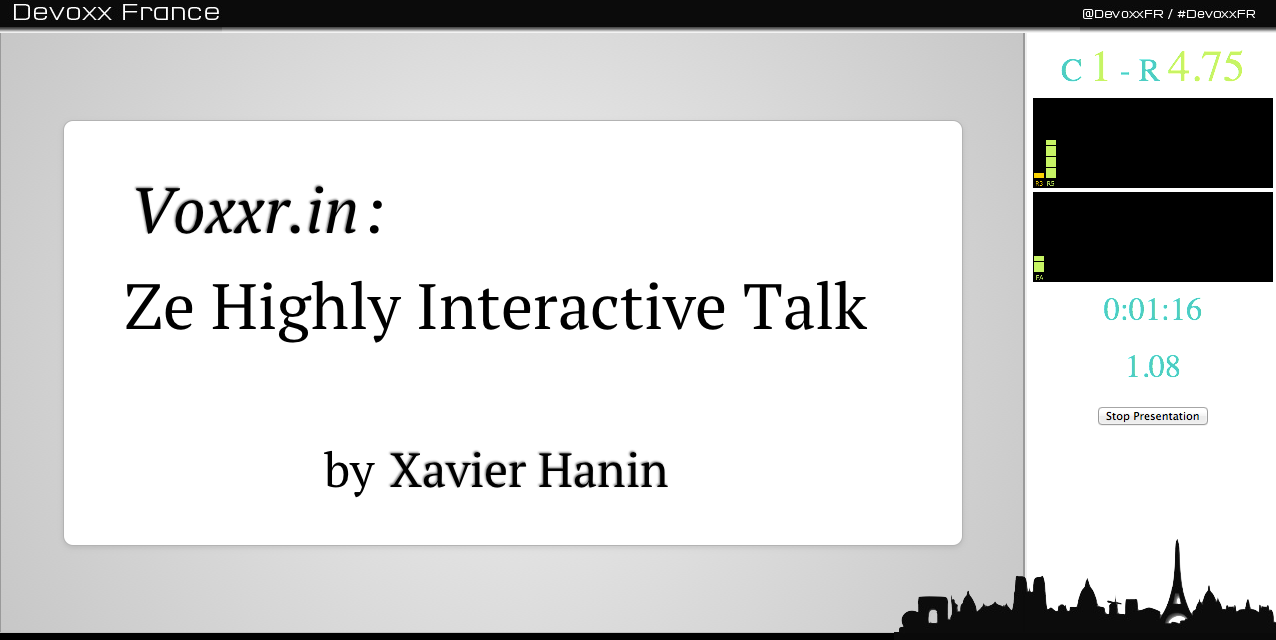 Devoxx France
@DevoxxFR / #DevoxxFR
Voxxr.in:
Ze Highly Interactive Talk
by Xavier Hanin
C 1 - R 4.75
R3 R5
FA
0:01:16
1.08
Stop Presentation